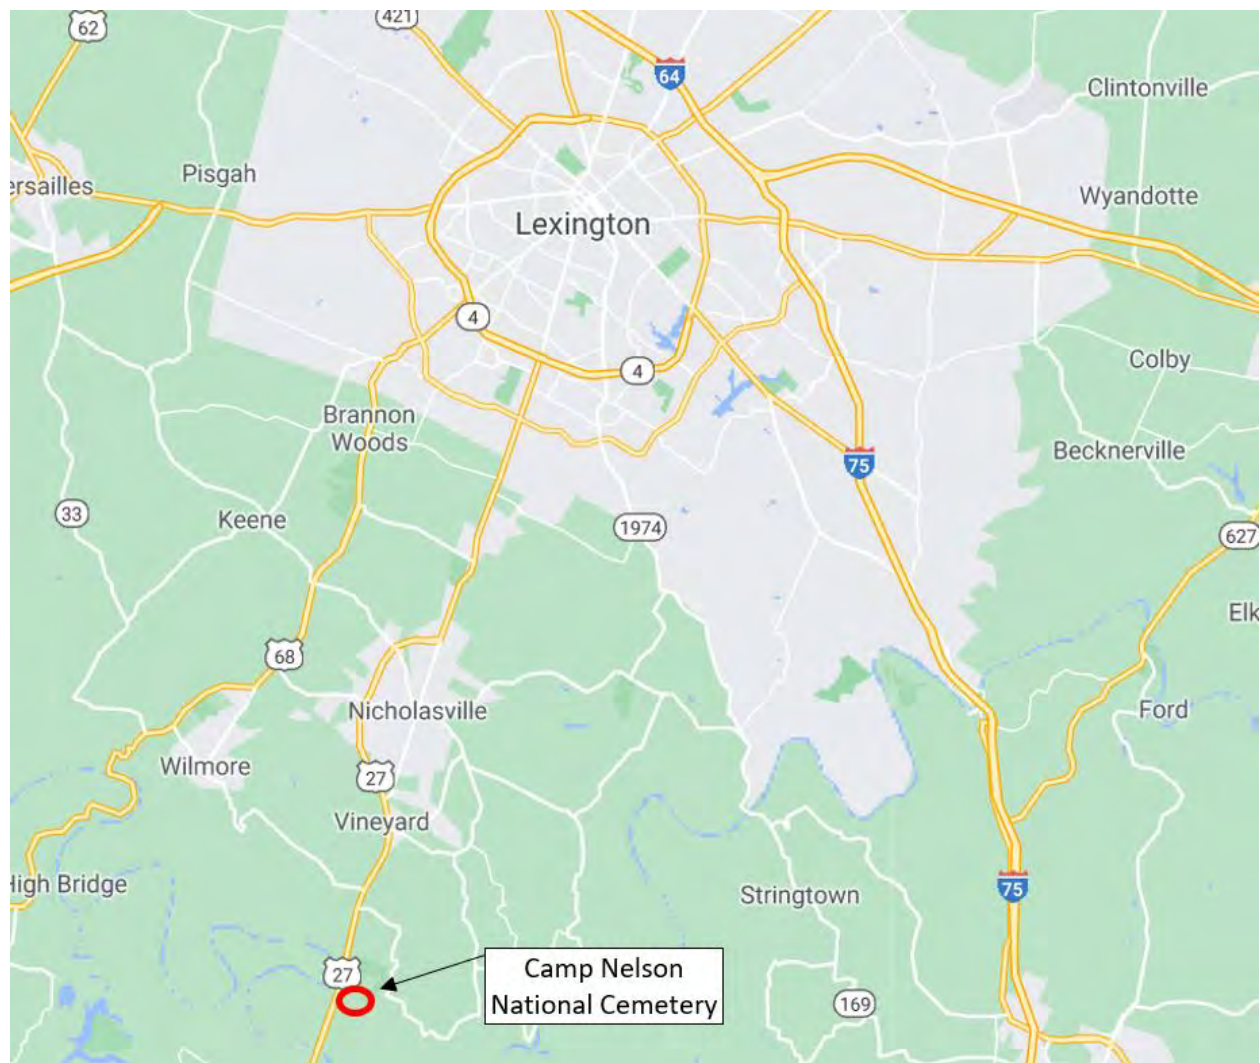 421
62
64
Clintonville
Pisgah
ersailles
Wyandotte
Lexington
4
4
Colby
Brannon
Woods
Becknerville
75
33
Keene
1974
627
Elk
68
Nicholasville
Ford
Wilmore
27
Vineyard
High Bridge
75
Stringtown
27
Camp Nelson
National Cemetery
169